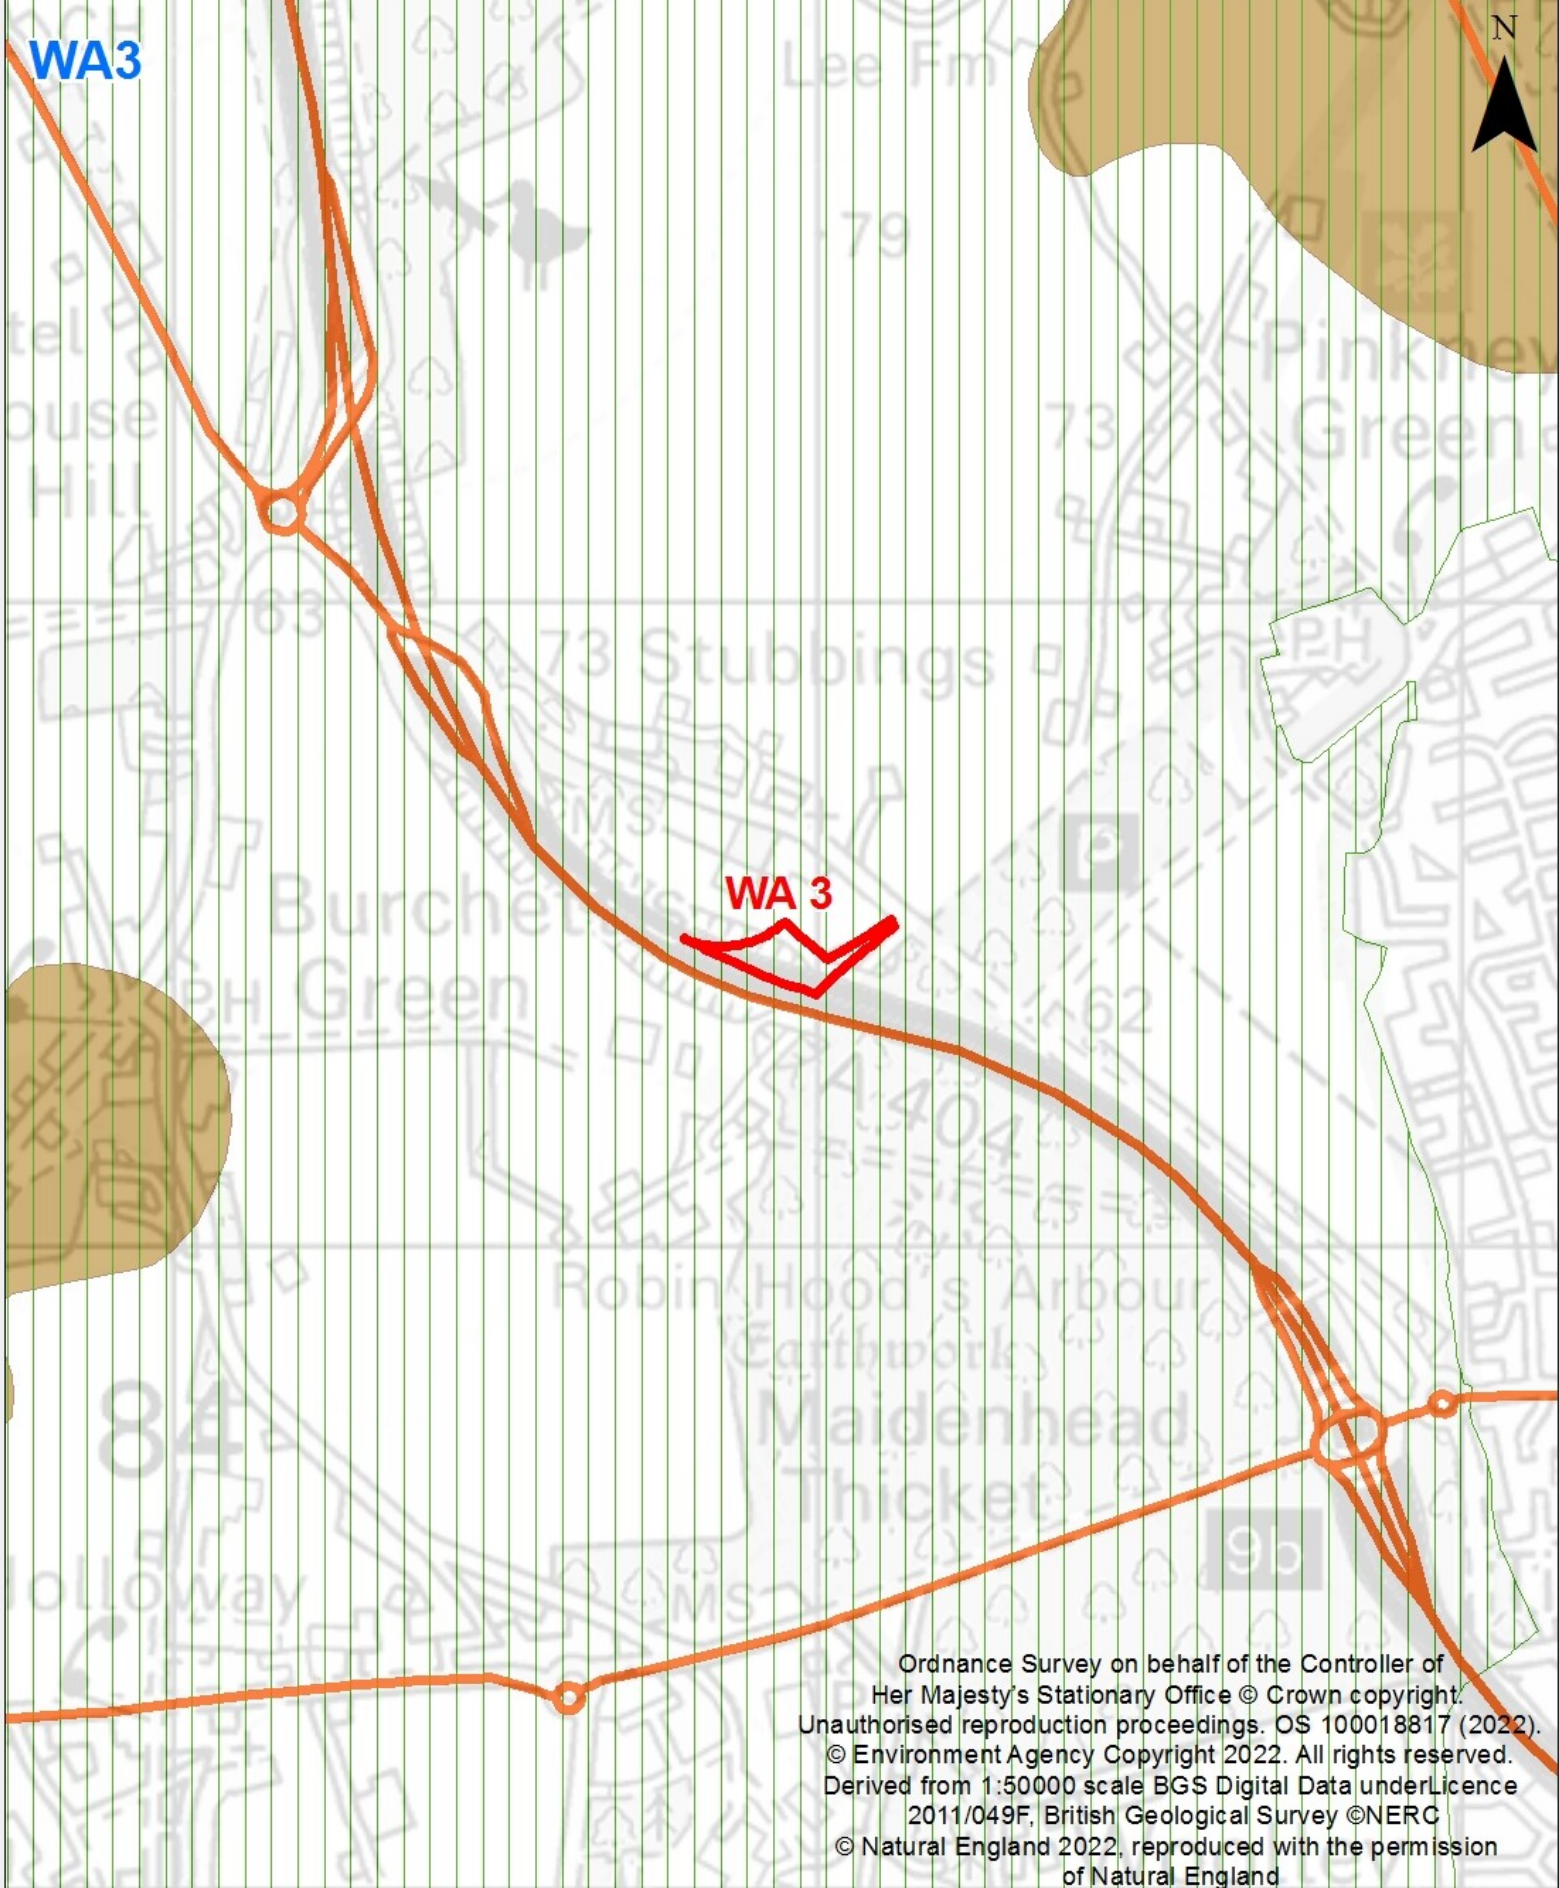 WA3
N
Lee Fm
79
tel
ouse
Hill
Pinkney
Green
73
63
73 Stubbings
PH
MS
WA 3
Burchet
Green
PH
62
A 404
Robin Hood's Arbour
Earthwork
Maidenhead
Thicket
84
9b
olloway
MS
Ordnance Survey on behalf of the Controller of
Her Majesty's Stationary Office © Crown copyright.
Unauthorised reproduction proceedings. OS 100018817 (2022).
© Environment Agency Copyright 2022. All rights reserved.
Derived from 1:50000 scale BGS Digital Data underLicence
2011/049F, British Geological Survey ©NERC
© Natural England 2022, reproduced with the permission
of Natural England